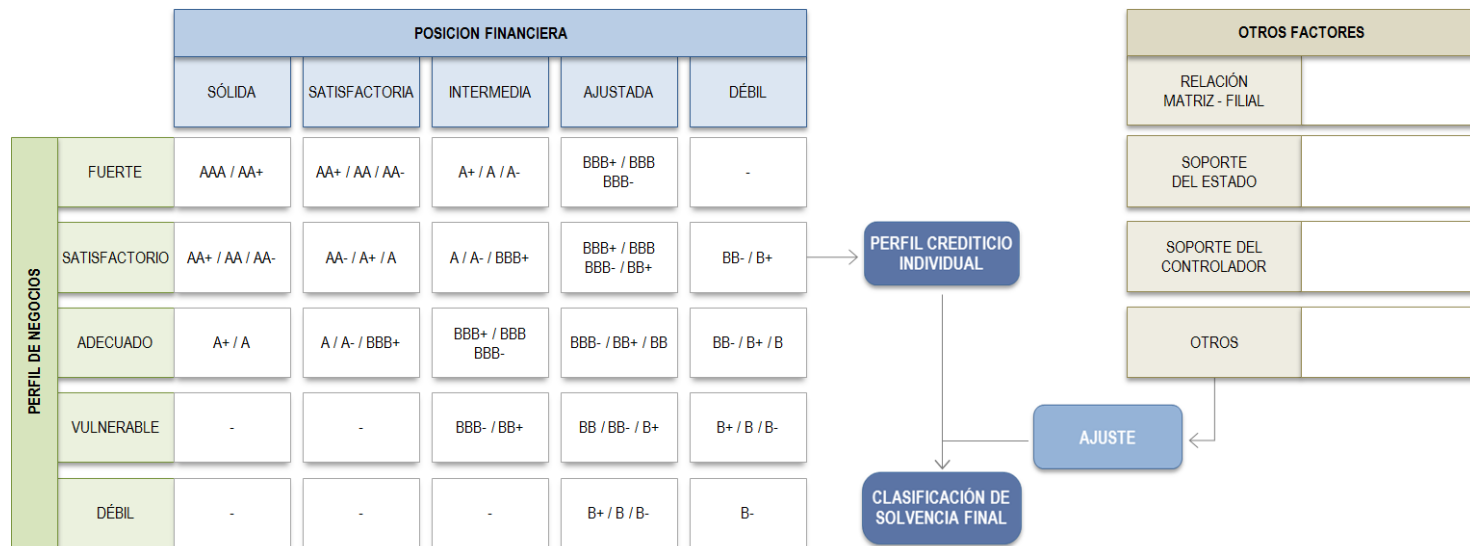 POSICION FINANCIERA
SÓLIDA
SATISFACTORIA
INTERMEDIA
AJUSTADA
DÉBIL
PERFIL DE NEGOCIOS
FUERTE
AAA / AA+
AA+ / AA / AA-
A+ / A / A-
BBB+ / BBB
BBB-
-
SATISFACTORIO
AA+ / AA / AA-
AA- / A+ / A
A / A- / BBB+
BBB+ / BBB
BBB- / BB+
BB- / B+
ADECUADO
A+ / A
A / A- / BBB+
BBB+ / BBB
BBB-
BBB- / BB+ / BB
BB- / B+ / B
VULNERABLE
-
-
BBB- / BB+
BB / BB- / B+
B+ / B / B-
DÉBIL
-
-
-
B+ / B / B-
B-
PERFIL CREDITICIO
INDIVIDUAL
CLASIFICACIÓN DE
SOLVENCIA FINAL
AJUSTE
OTROS FACTORES
RELACIÓN
MATRIZ - FILIAL
SOPORTE
DEL ESTADO
SOPORTE DEL
CONTROLADOR
OTROS